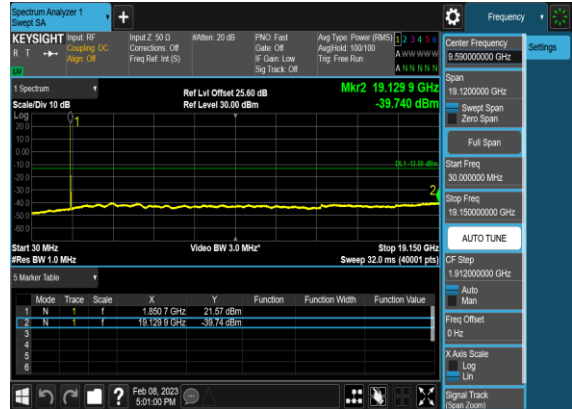 Spectrum Analyzer 1
Swept SA
Frequency
KEYSIGHT
R T
Input: RF
Coupling: DC
Align: Off
Input Z: 50 Ω
Corrections: Off
Freq Ref: Int (S)
#Atten: 20 dB
PNO: Fast
Gate: Off
IF Gain: Low
Sig Track: Off
Avg Type: Power (RMS)
Avg|Hold: 100/100
Trig: Free Run
1 2 3 4 5 6
A W W W W W
A N N N N N
1 Spectrum
Scale/Div 10 dB
Ref Lvl Offset 25.60 dB
Ref Level 30.00 dBm
Mkr2 19.129 9 GHz
-39.740 dBm
Log
20.0
10.0
0.00
-10.0
-20.0
-30.0
-40.0
-50.0
-60.0
1
DL1 -13.00 dBm
2
Start 30 MHz
#Res BW 1.0 MHz
Video BW 3.0 MHz*
Stop 19.150 GHz
Sweep 32.0 ms (40001 pts)
5 Marker Table
Mode Trace Scale X Y Function Function Width Function Value
1 N 1 f 1.850 7 GHz 21.57 dBm
2 N 1 f 19.129 9 GHz -39.74 dBm
3
4
5
6
Feb 08, 2023
5:01:00 PM
Center Frequency
9.590000000 GHz
Settings
Span
19.1200000 GHz
Swept Span
Zero Span
Full Span
Start Freq
30.000000 MHz
Stop Freq
19.150000000 GHz
AUTO TUNE
CF Step
1.912000000 GHz
Auto
Man
Freq Offset
0 Hz
X Axis Scale
Log
Lin
Signal Track
(Span Zoom)